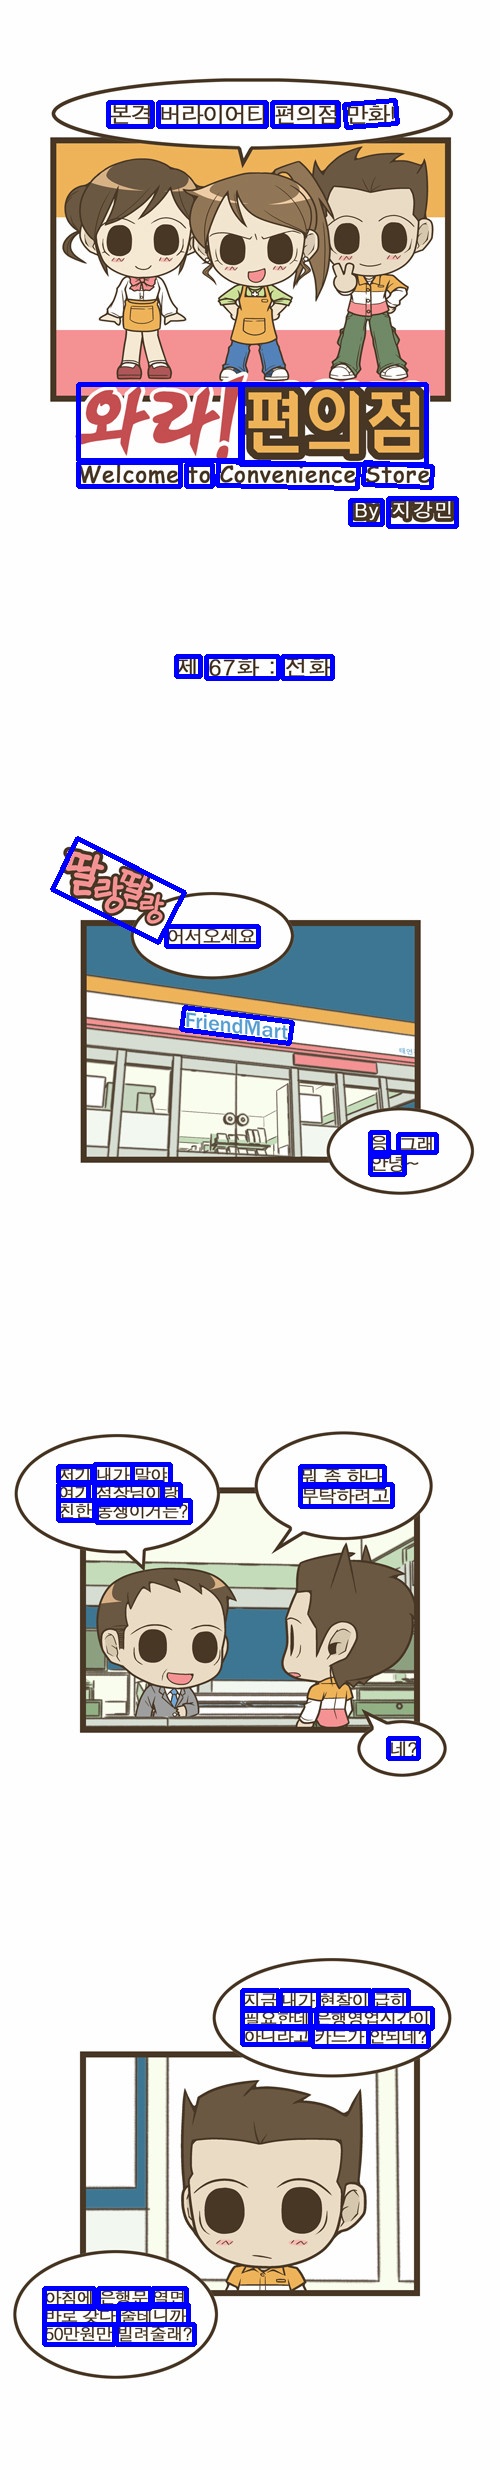 본격 버라이어티 편의점 만화!
와라! 편의점
Welcome to Convenience Store
By 지강민
제 67화 : 전화
딸랑딸랑
어서오세요
FriendMart
응 그래
안녕~
저기 내가 말야
여기 점장님이랑
친한 동생이거든?
뭐 좀 하나
부탁하려고
네?
지금 내가 현찰이 급히
필요한데 은행영업시간이
아니라고 카드가 안되네?
아침에 은행문 열면
바로 갖다 줄테니까
50만원만 빌려줄래?